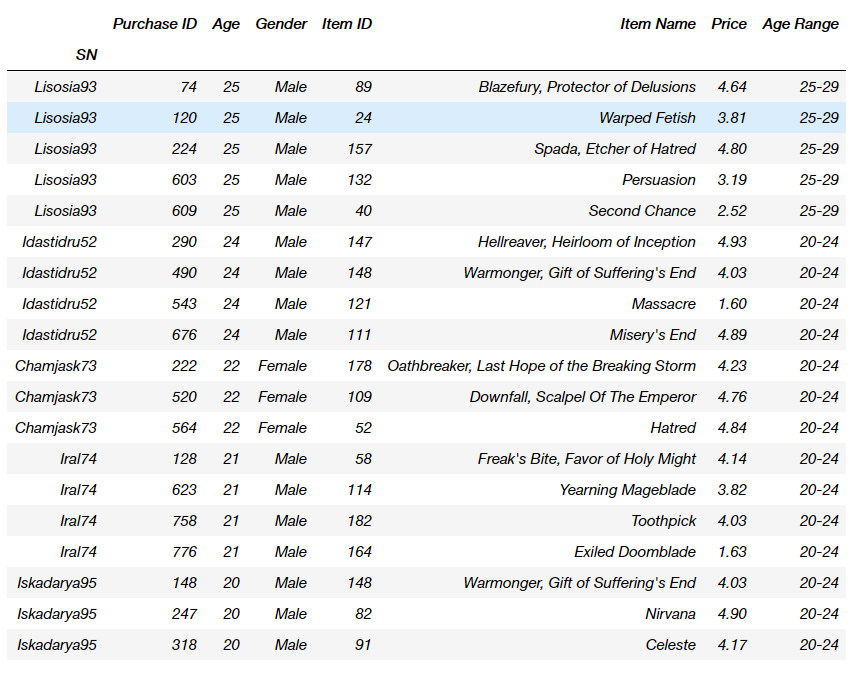 Purchase ID Age Gender Item ID Item Name Price Age Range
SN
Lisosia93 74 25 Male 89 Blazefury, Protector of Delusions 4.64 25-29
Lisosia93 120 25 Male 24 Warped Fetish 3.81 25-29
Lisosia93 224 25 Male 157 Spada, Etcher of Hatred 4.80 25-29
Lisosia93 603 25 Male 132 Persuasion 3.19 25-29
Lisosia93 609 25 Male 40 Second Chance 2.52 25-29
Idastidru52 290 24 Male 147 Hellreaver, Heirloom of Inception 4.93 20-24
Idastidru52 490 24 Male 148 Warmonger, Gift of Suffering's End 4.03 20-24
Idastidru52 543 24 Male 121 Massacre 1.60 20-24
Idastidru52 676 24 Male 111 Misery's End 4.89 20-24
Chamjask73 222 22 Female 178 Oathbreaker, Last Hope of the Breaking Storm 4.23 20-24
Chamjask73 520 22 Female 109 Downfall, Scalpel Of The Emperor 4.76 20-24
Chamjask73 564 22 Female 52 Hatred 4.84 20-24
Iral74 128 21 Male 58 Freak's Bite, Favor of Holy Might 4.14 20-24
Iral74 623 21 Male 114 Yearning Mageblade 3.82 20-24
Iral74 758 21 Male 182 Toothpick 4.03 20-24
Iral74 776 21 Male 164 Exiled Doomblade 1.63 20-24
Iskadarya95 148 20 Male 148 Warmonger, Gift of Suffering's End 4.03 20-24
Iskadarya95 247 20 Male 82 Nirvana 4.90 20-24
Iskadarya95 318 20 Male 91 Celeste 4.17 20-24